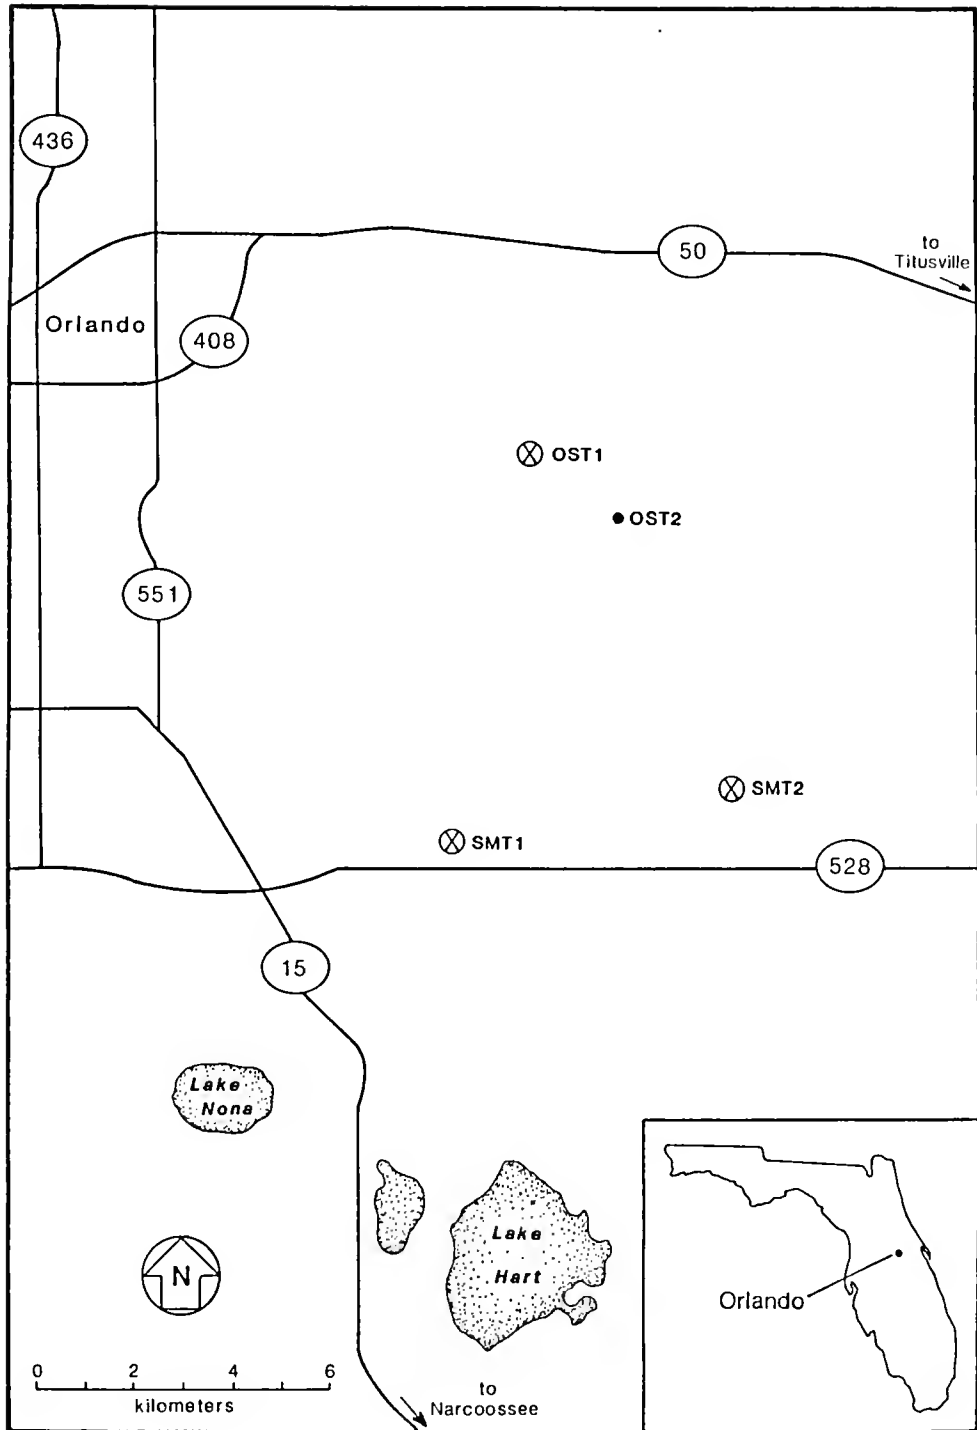 436
50
to
Titusville
Orlando
408
OST1
OST2
551
SMT2
SMT1
528
15
Lake
Nona
Lake
Hart
N
Orlando
0 2 4 6
kilometers
to
Narcoossee